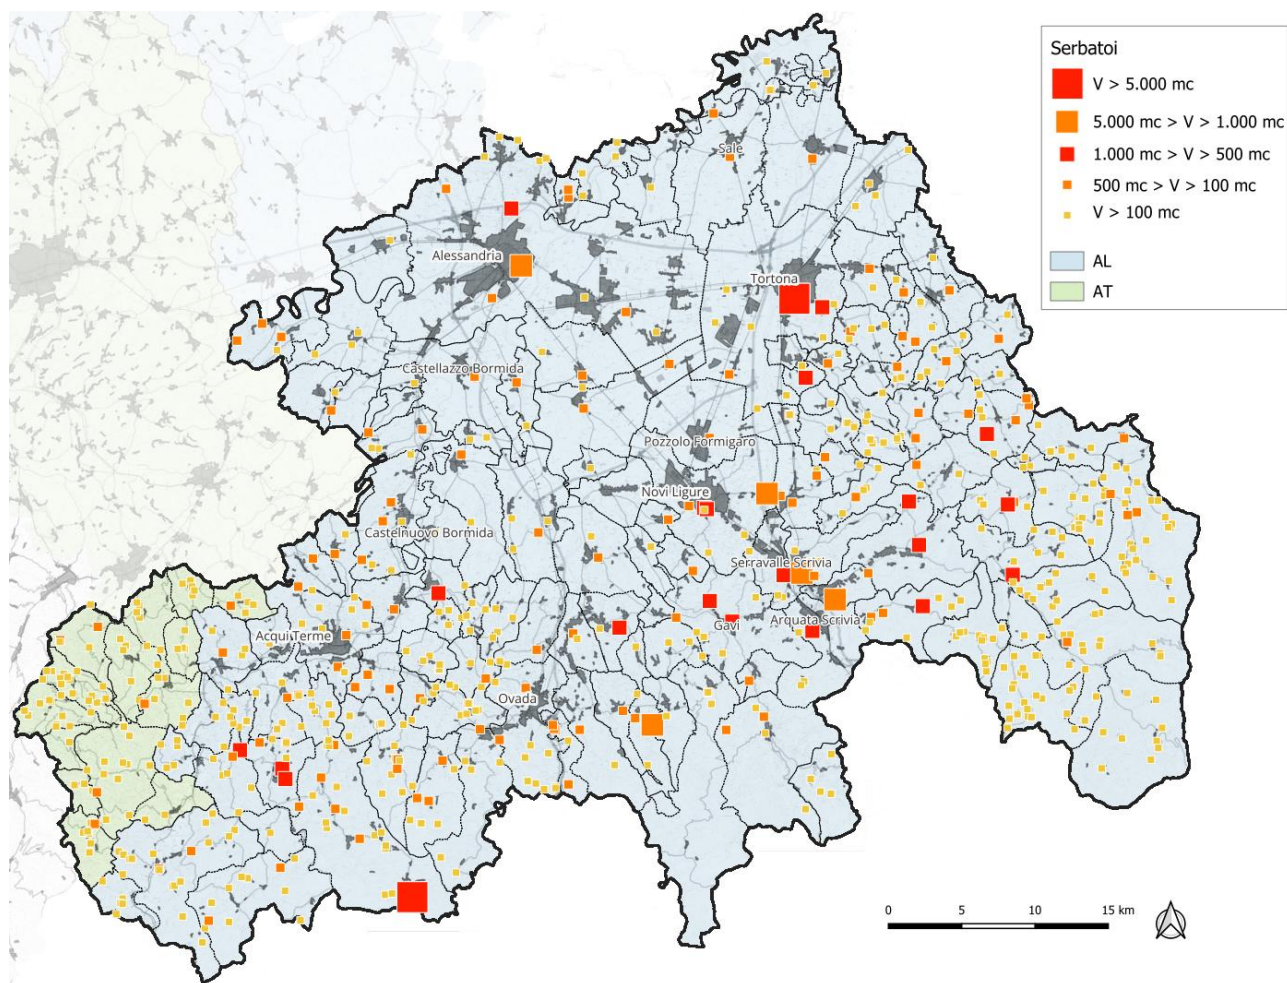 Serbatoi
V > 5.000 mc
5.000 mc > V > 1.000 mc
1.000 mc > V > 500 mc
500 mc > V > 100 mc
V > 100 mc
AL
AT
Sale
Alessandria
Tortona
Castellazzo Bormida
Pozzolo Formigaro
Novi Ligure
Castelnuovo Bormida
Serravalle Scrivia
Gavi
Arquata Scrivia
Acqui Terme
Ovada
0 5 10 15 km